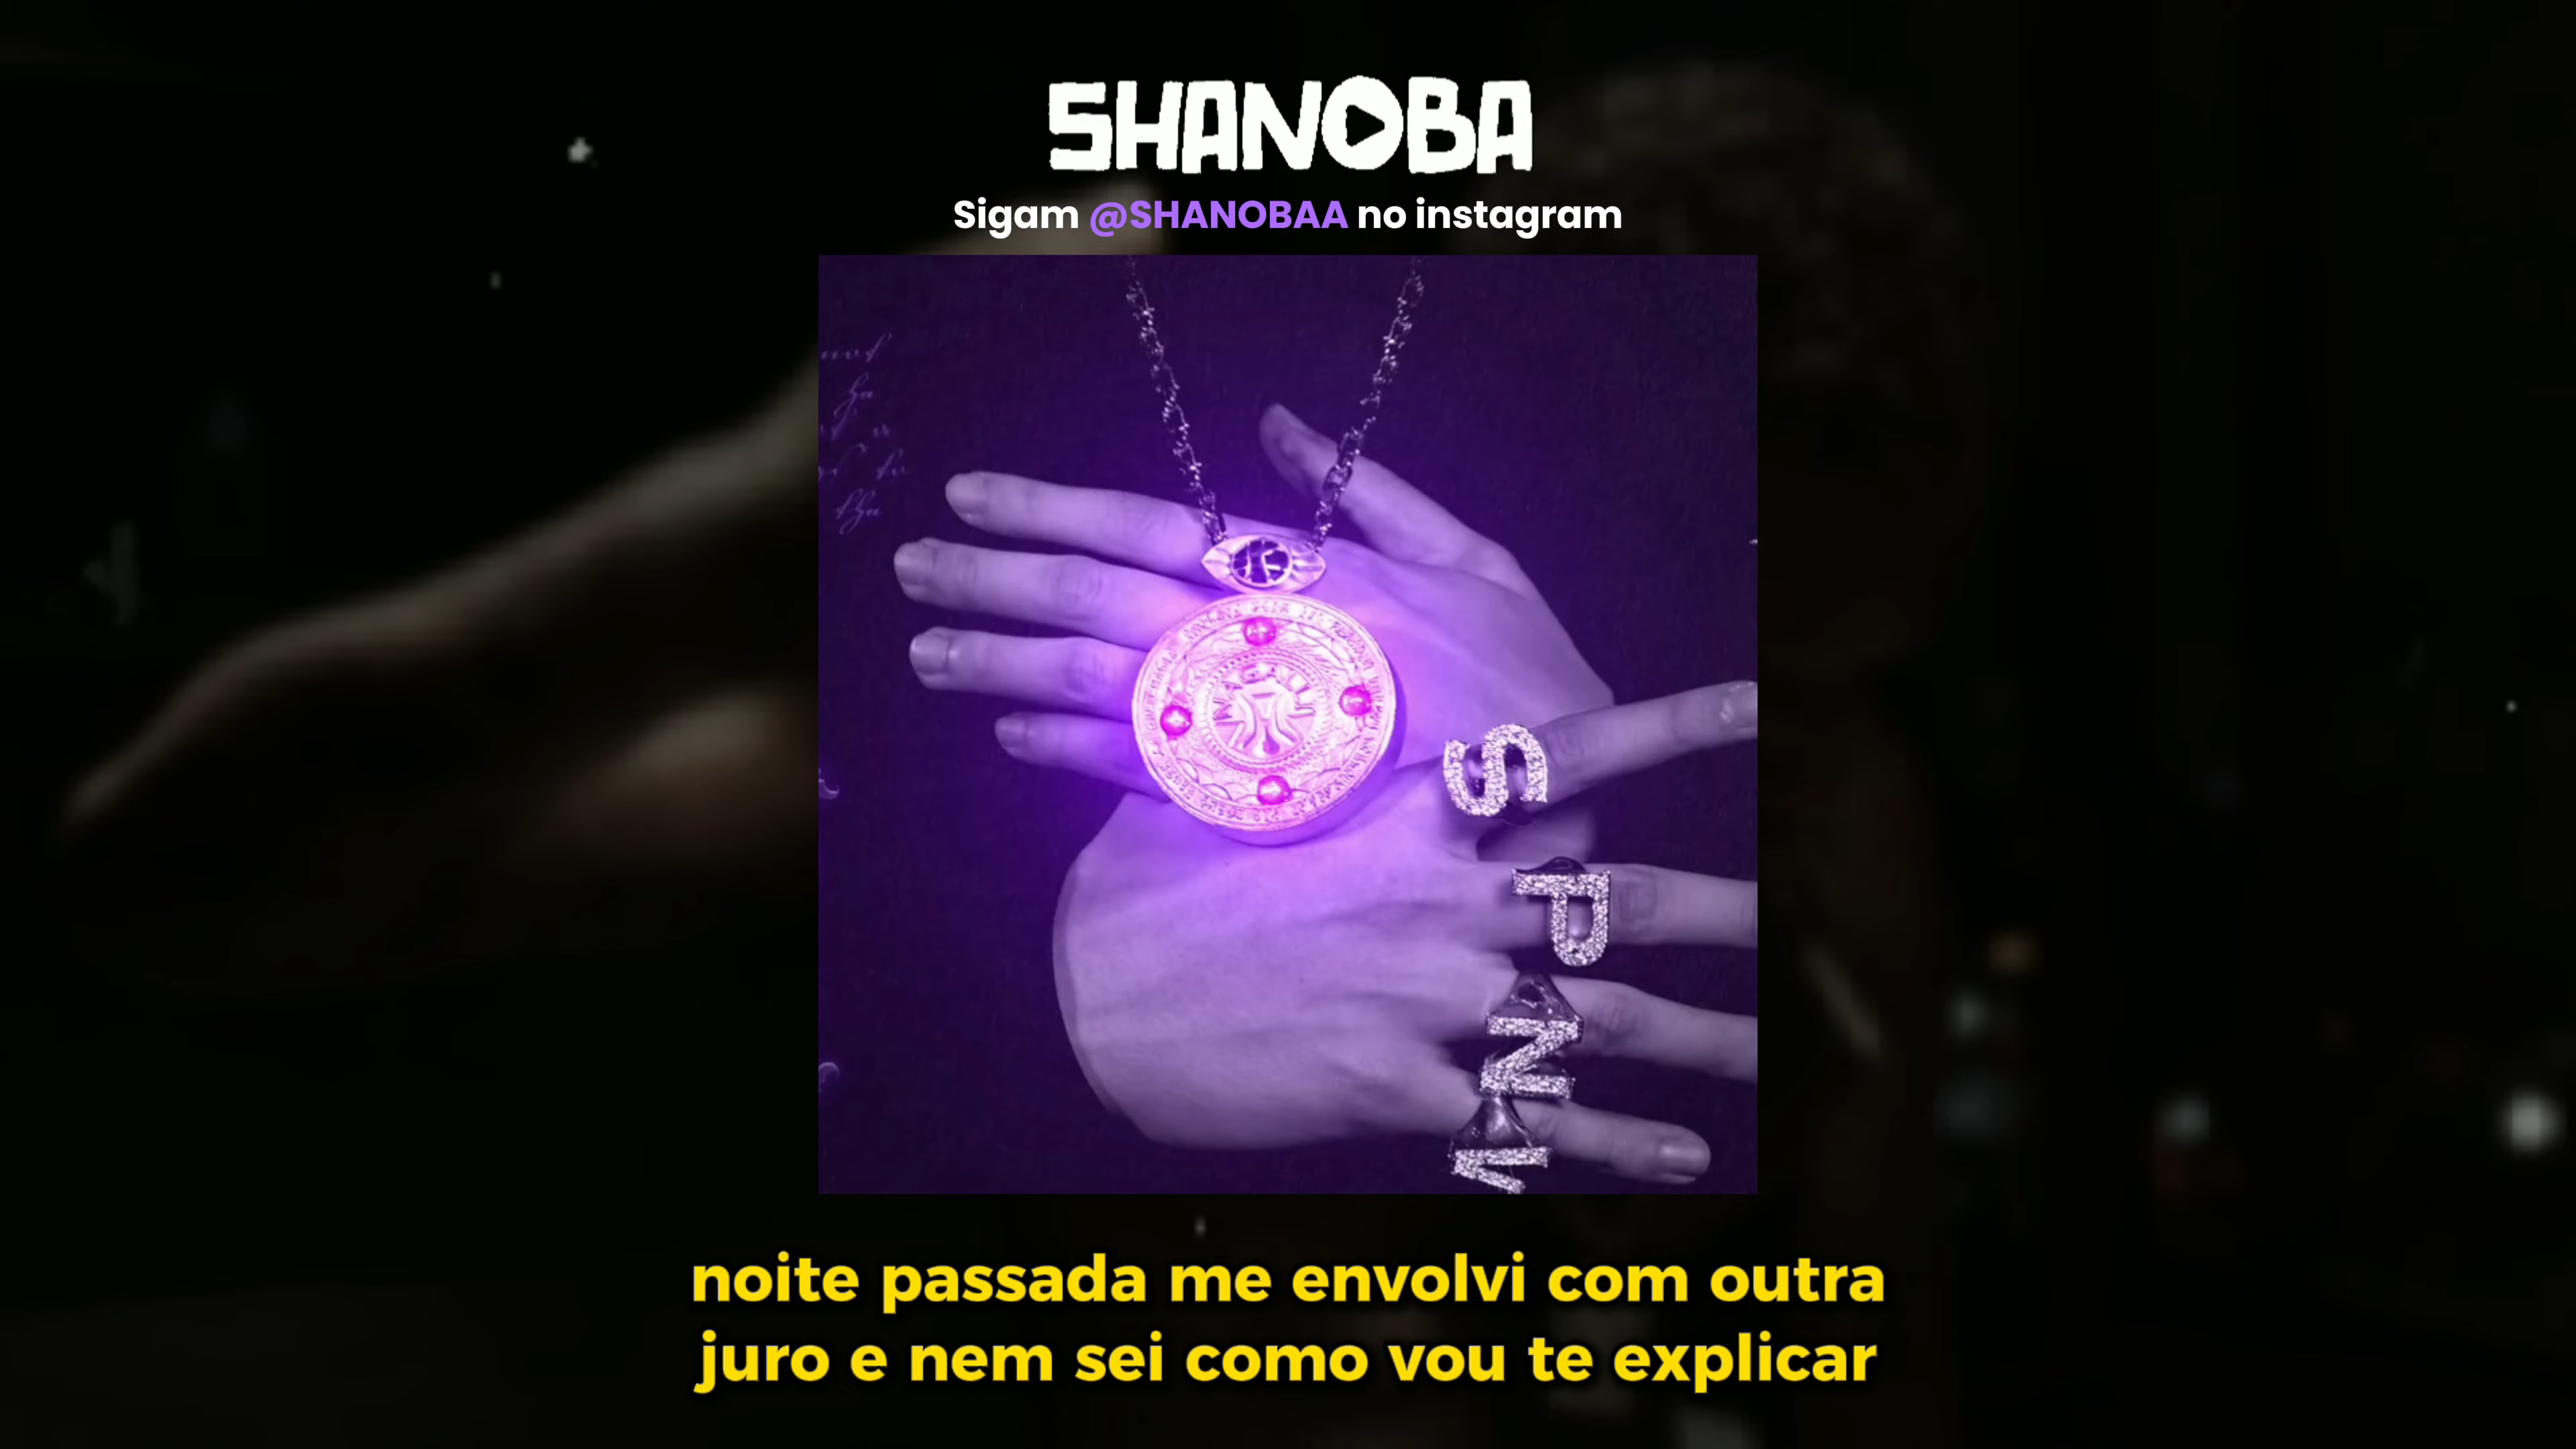 SHANOBA
Sigam @SHANOBAA no instagram
S
P
N
V
noite passada me envolvi com outra
juro e nem sei como vou te explicar